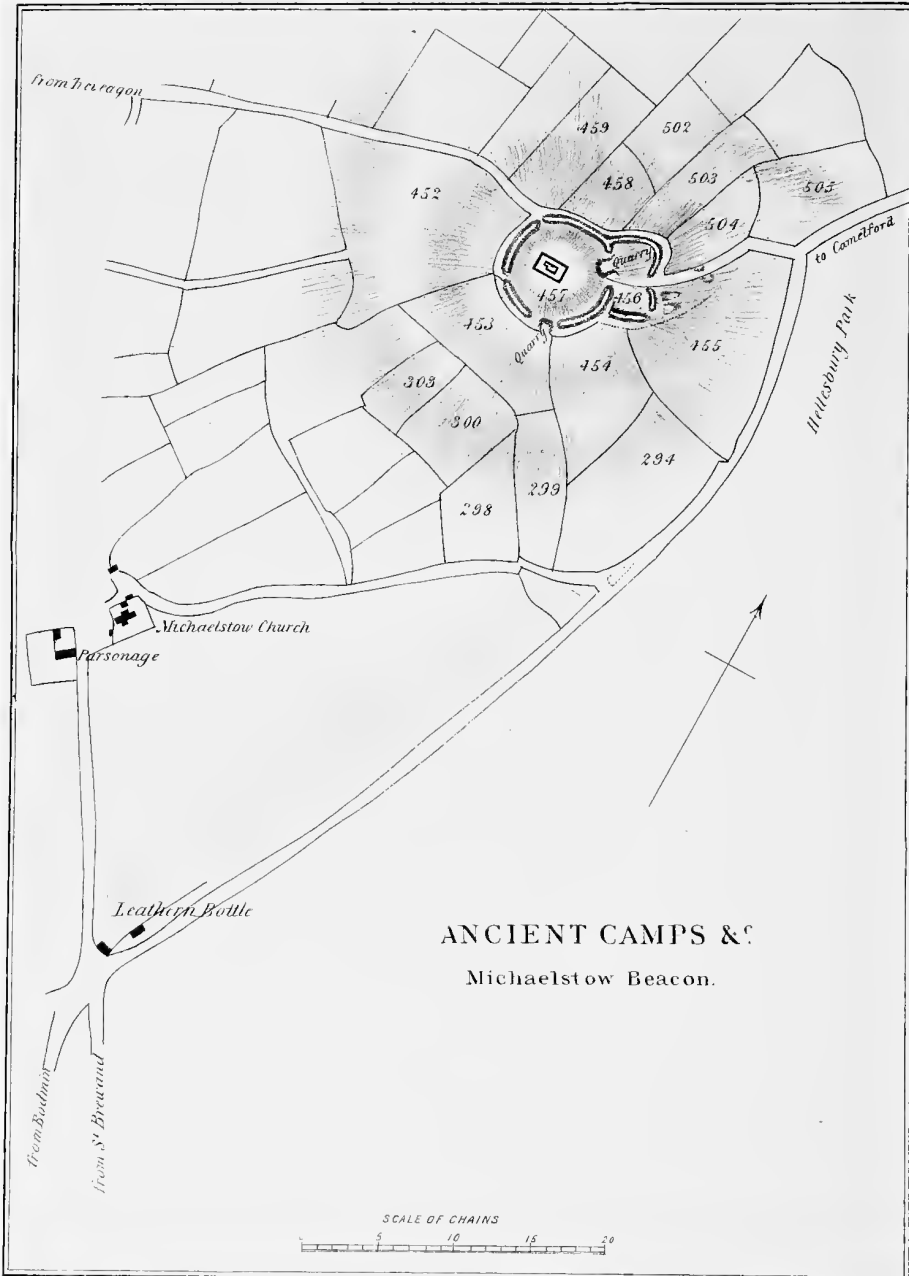 from Treveagon
459
502
452
458
503
505
504
to Camelford
Quarry
457
456
453
Quarry
455
454
Hellesbury Park
303
300
294
299
298
Michaelstow Church
Parsonage
Leathern Bottle
ANCIENT CAMPS &c.
Michaelstow Beacon.
from Bodmin
from St Breward
SCALE OF CHAINS
5 10 15 20